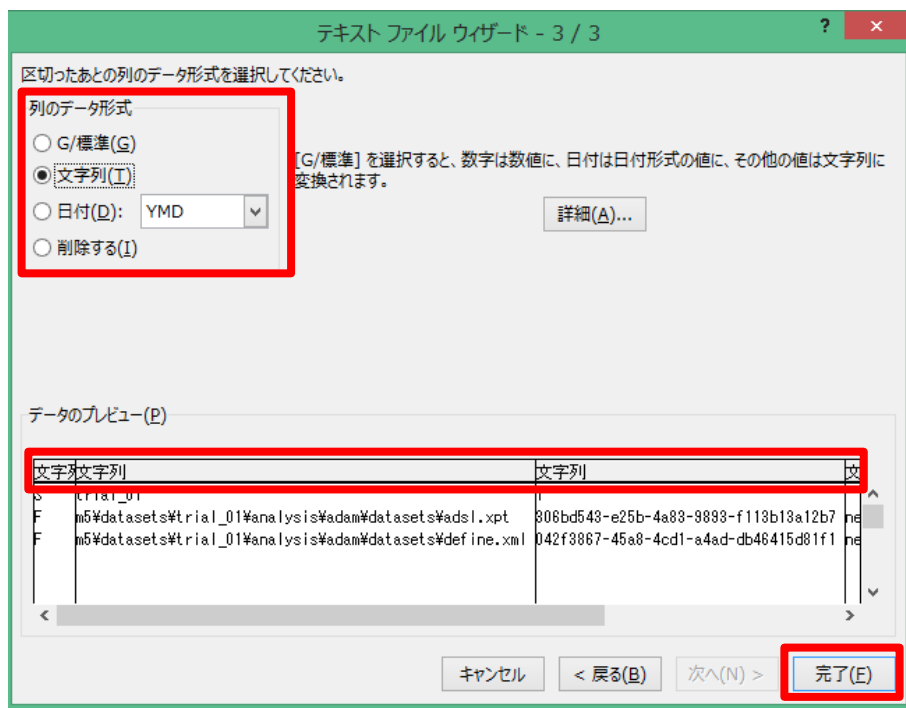 テキスト ファイル ウィザード - 3 / 3
?
×
区切ったあとの列のデータ形式を選択してください。
列のデータ形式
G/標準(G)
文字列(T)
日付(D): YMD
削除する(I)
[G/標準] を選択すると、数字は数値に、日付は日付形式の値に、その他の値は文字列に
変換されます。
詳細(A)...
データのプレビュー(P)
文字列 文字列 文字列 文
S trial_01 1
F m5¥datasets¥trial_01¥analysis¥adam¥datasets¥adsl.xpt 306bd543-e25b-4a83-9893-f113b13a12b7 ne
F m5¥datasets¥trial_01¥analysis¥adam¥datasets¥define.xml 042f3867-45a8-4cd1-a4ad-db46415d81f1 ne
キャンセル
< 戻る(B)
次へ(N) >
完了(F)